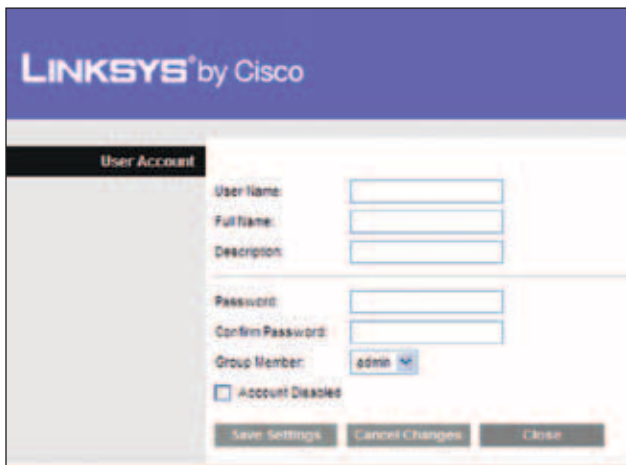 LINKSYS® by Cisco
User Account
User Name:
Full Name:
Description:
Password:
Confirm Password:
Group Member: admin
Account Disabled
Save Settings Cancel Changes Close